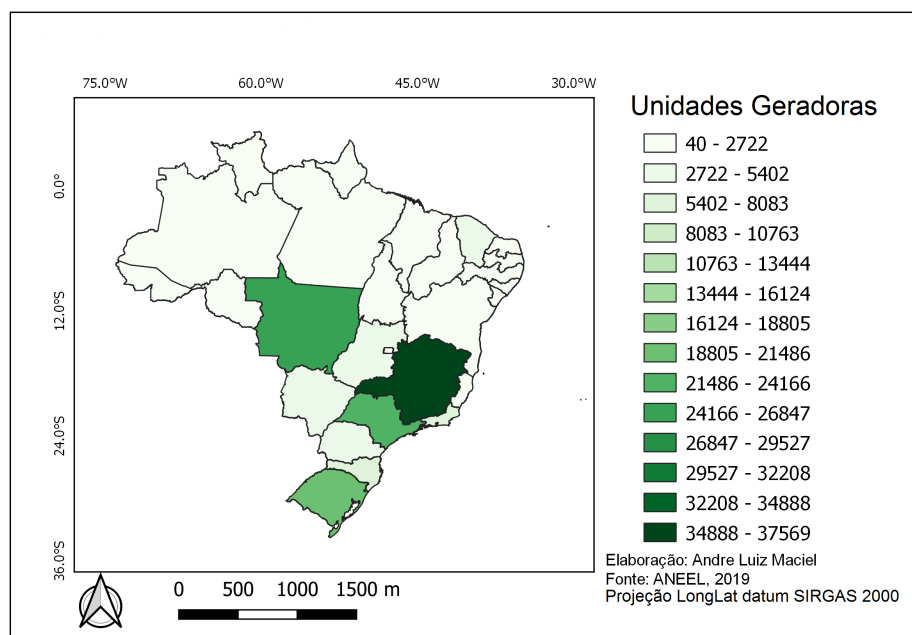 75.0°W 60.0°W 45.0°W 30.0°W
0.0°
12.0°S
24.0°S
36.0°S
Unidades Geradoras
40 - 2722
2722 - 5402
5402 - 8083
8083 - 10763
10763 - 13444
13444 - 16124
16124 - 18805
18805 - 21486
21486 - 24166
24166 - 26847
26847 - 29527
29527 - 32208
32208 - 34888
34888 - 37569
Elaboração: Andre Luiz Maciel
Fonte: ANEEL, 2019
Projeção LongLat datum SIRGAS 2000
0 500 1000 1500 m